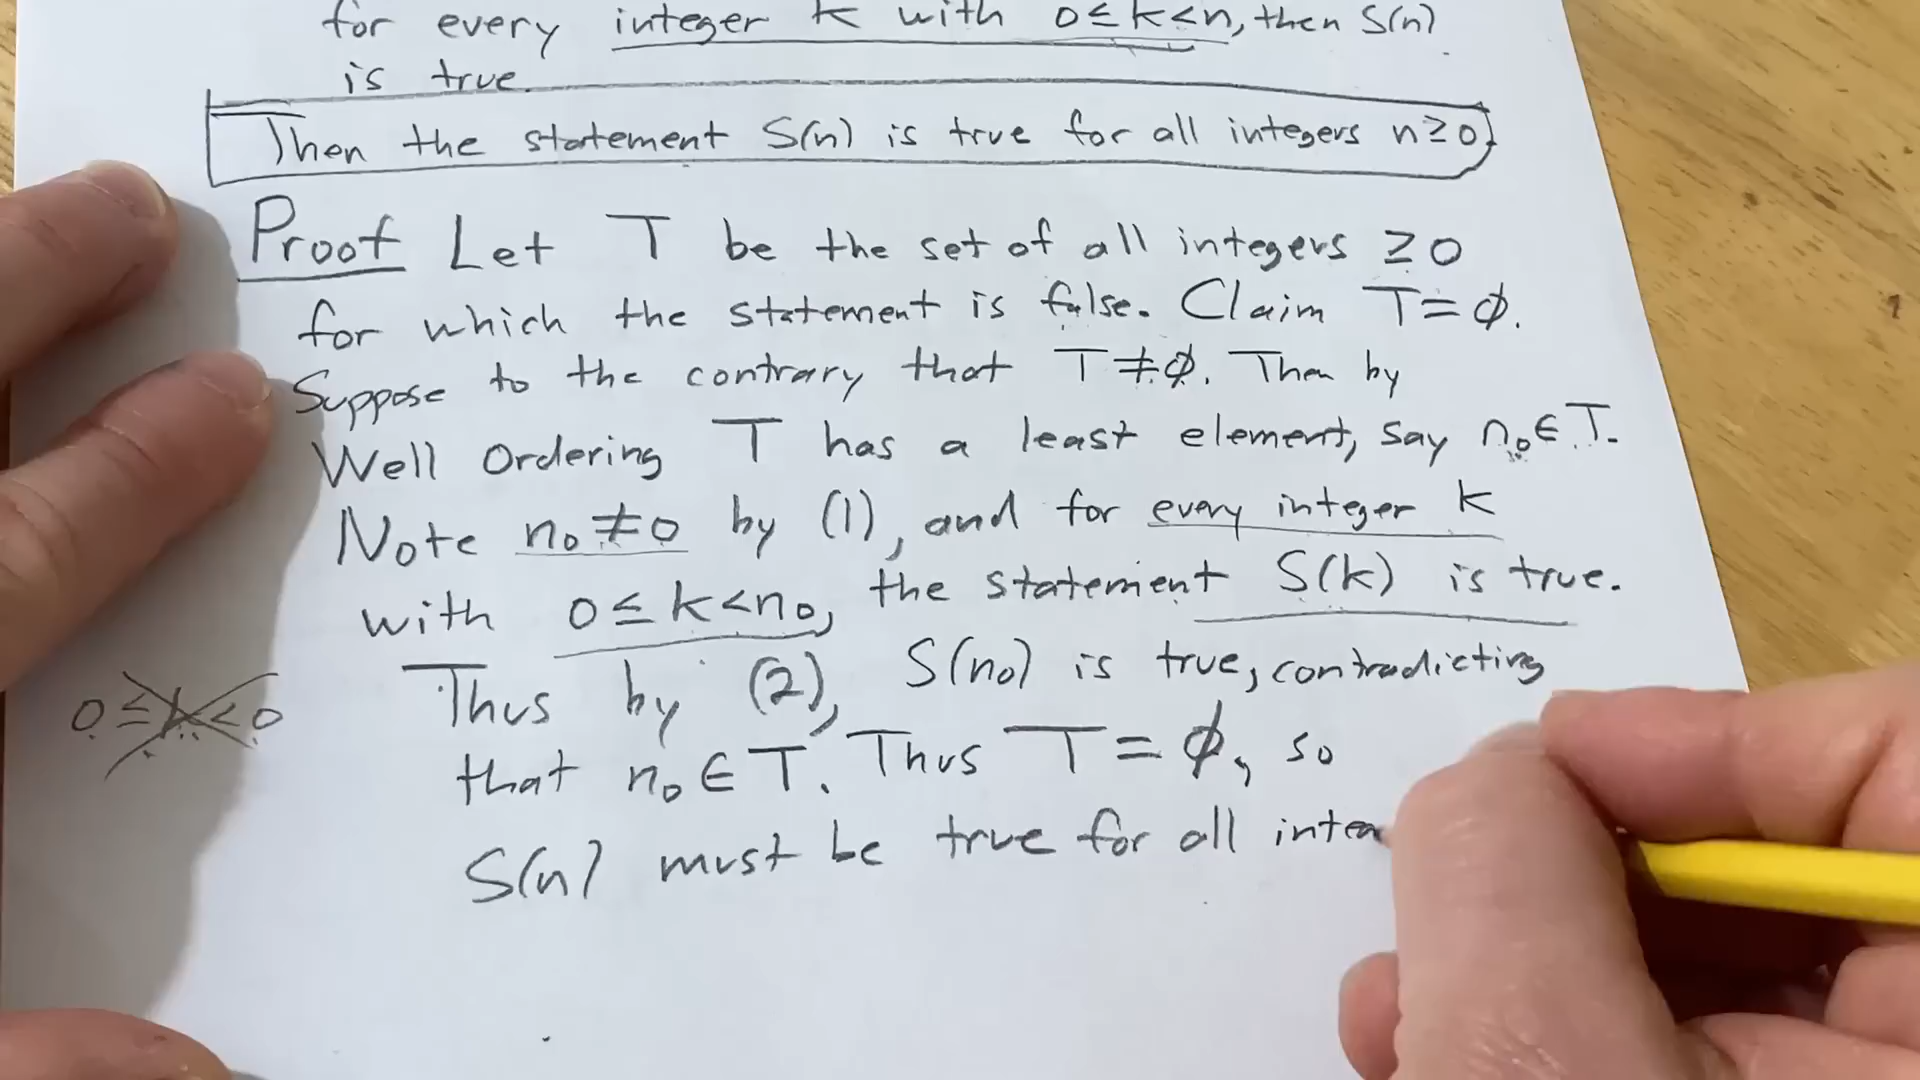 for every integer k with 0≤k<n, then S(n)
is true.
Then the statement S(n) is true for all integers n≥0.
Proof Let T be the set of all integers ≥0
for which the statement is false. Claim T=∅.
Suppose to the contrary that T≠∅. Then by
Well Ordering T has a least element, say n₀∈T.
Note n₀≠0 by (1), and for every integer k
with 0≤k<n₀, the statement S(k) is true.
Thus by (2), S(n₀) is true, contradicting
that n₀∈T. Thus T=∅, so
S(n) must be true for all inte
0≤k<0